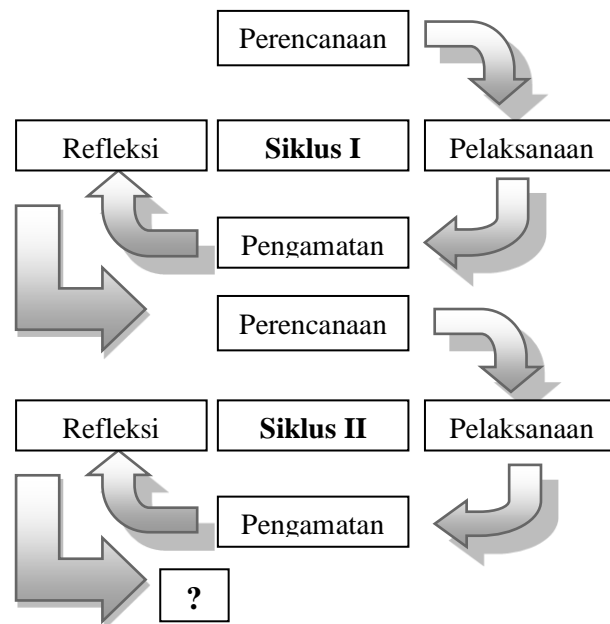 Perencanaan
Refleksi
Siklus I
Pelaksanaan
Pengamatan
Perencanaan
Refleksi
Siklus II
Pelaksanaan
Pengamatan
?